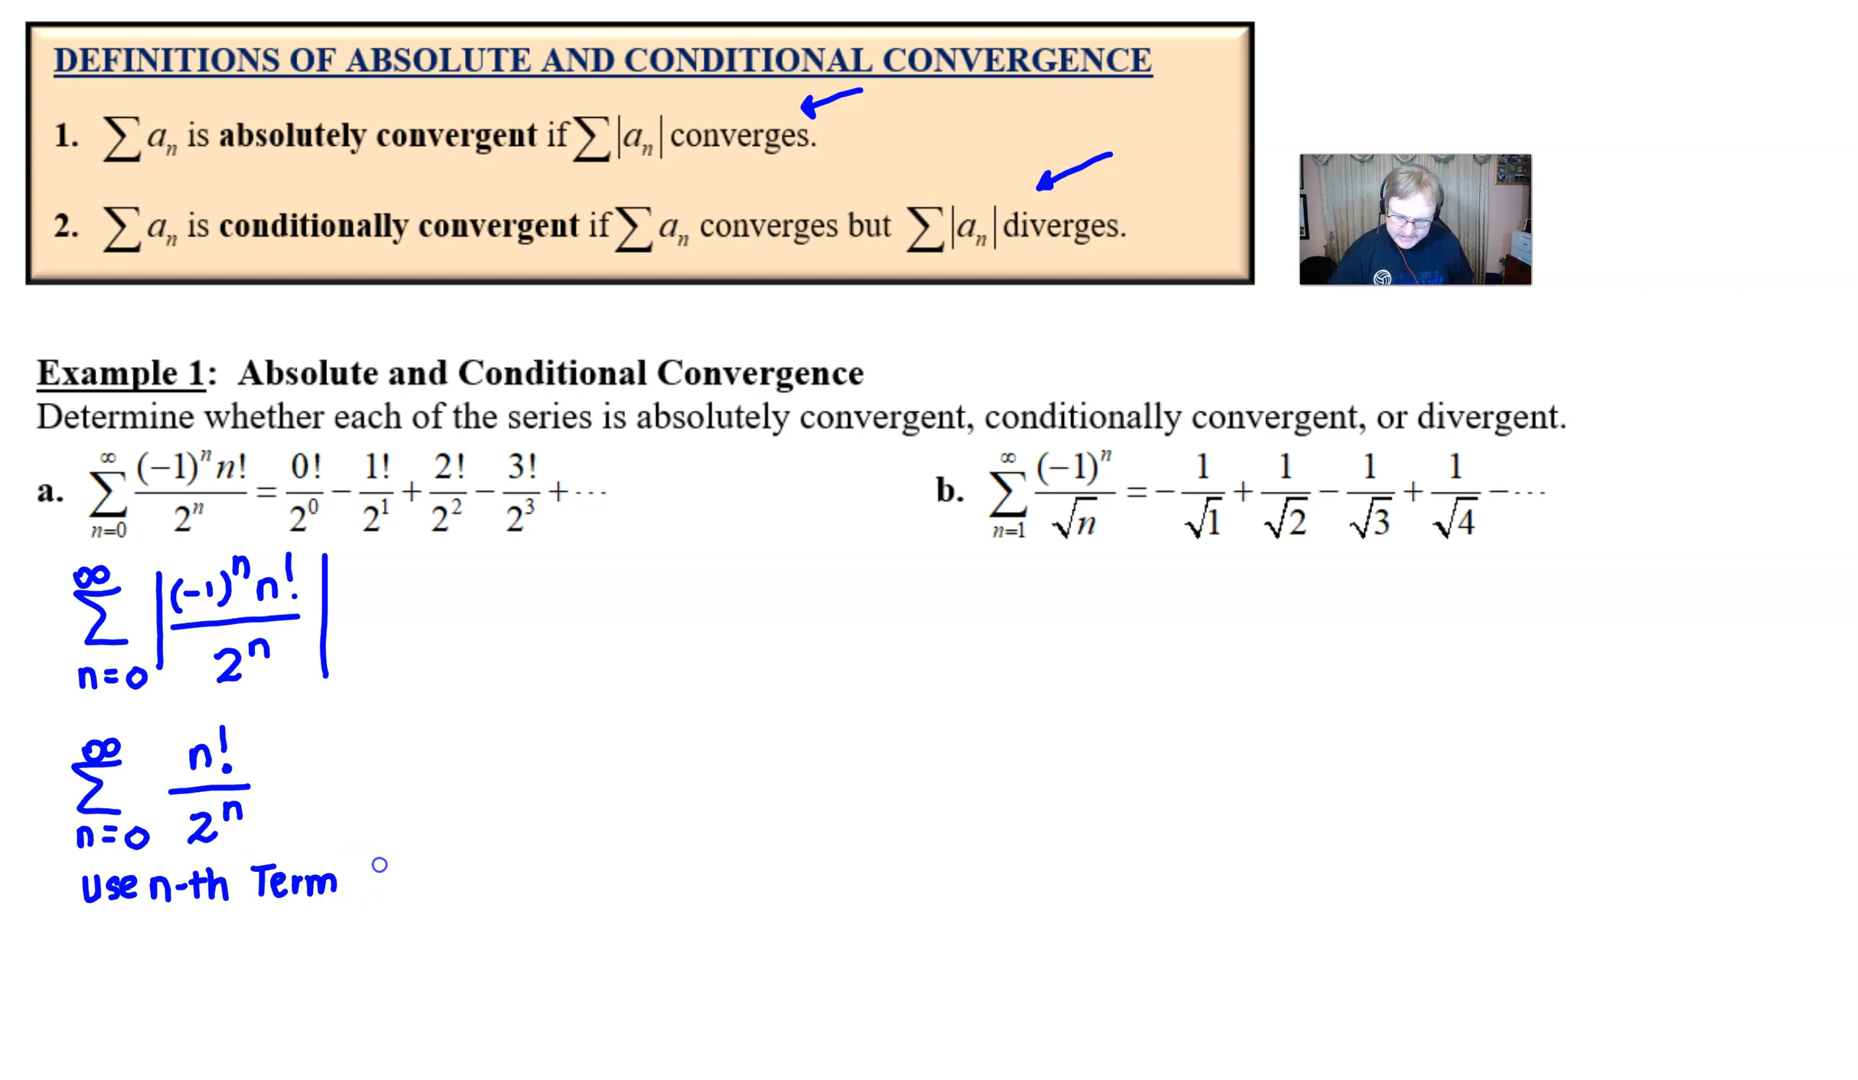 DEFINITIONS OF ABSOLUTE AND CONDITIONAL CONVERGENCE
1. ∑ aₙ is absolutely convergent if ∑ |aₙ| converges.
2. ∑ aₙ is conditionally convergent if ∑ aₙ converges but ∑ |aₙ| diverges.
Example 1: Absolute and Conditional Convergence
Determine whether each of the series is absolutely convergent, conditionally convergent, or divergent.
a. ∑_{n=0}^{∞} (−1)ⁿ n! / 2ⁿ = 0!/2⁰ − 1!/2¹ + 2!/2² − 3!/2³ + ⋯
b. ∑_{n=1}^{∞} (−1)ⁿ / √n = − 1/√1 + 1/√2 − 1/√3 + 1/√4 − ⋯
∑_{n=0}^{∞} | (-1)ⁿ n! / 2ⁿ |
∑_{n=0}^{∞} n! / 2ⁿ
Use n-th Term